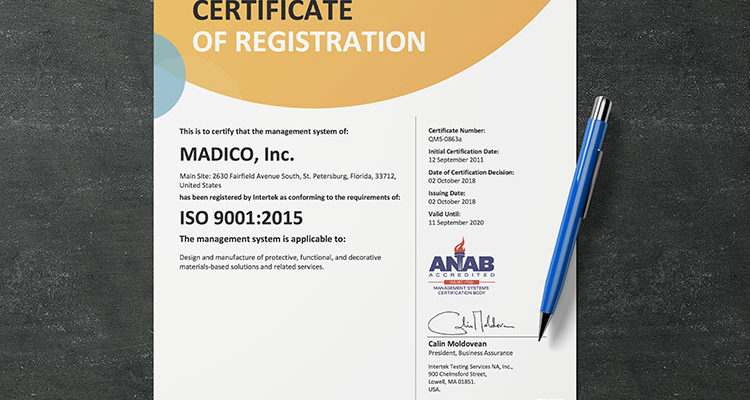 CERTIFICATE
OF REGISTRATION
This is to certify that the management system of:
MADICO, Inc.
Main Site: 2630 Fairfield Avenue South, St. Petersburg, Florida, 33712,
United States
has been registered by Intertek as conforming to the requirements of:
ISO 9001:2015
The management system is applicable to:
Design and manufacture of protective, functional, and decorative
materials-based solutions and related services.
Certificate Number:
QMS-0863a
Initial Certification Date:
12 September 2011
Date of Certification Decision:
02 October 2018
Issuing Date:
02 October 2018
Valid Until:
11 September 2020
ANAB
ACCREDITED
MANAGEMENT SYSTEMS
CERTIFICATION BODY
Calin Moldovean
Calin Moldovean
President, Business Assurance
Intertek Testing Services NA, Inc.,
900 Chelmsford Street,
Lowell, MA 01851.
USA.